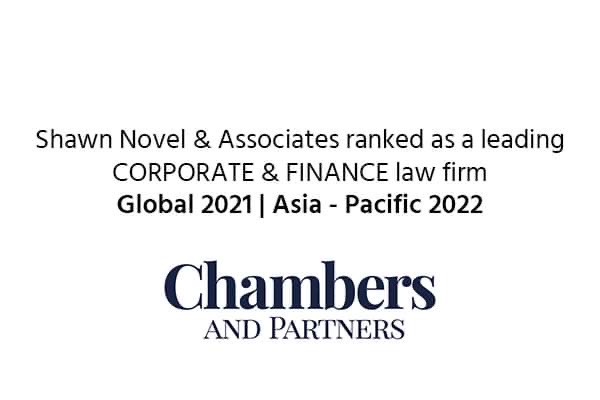 Shawn Novel & Associates ranked as a leading
CORPORATE & FINANCE law firm
Global 2021 | Asia - Pacific 2022
Chambers
AND PARTNERS